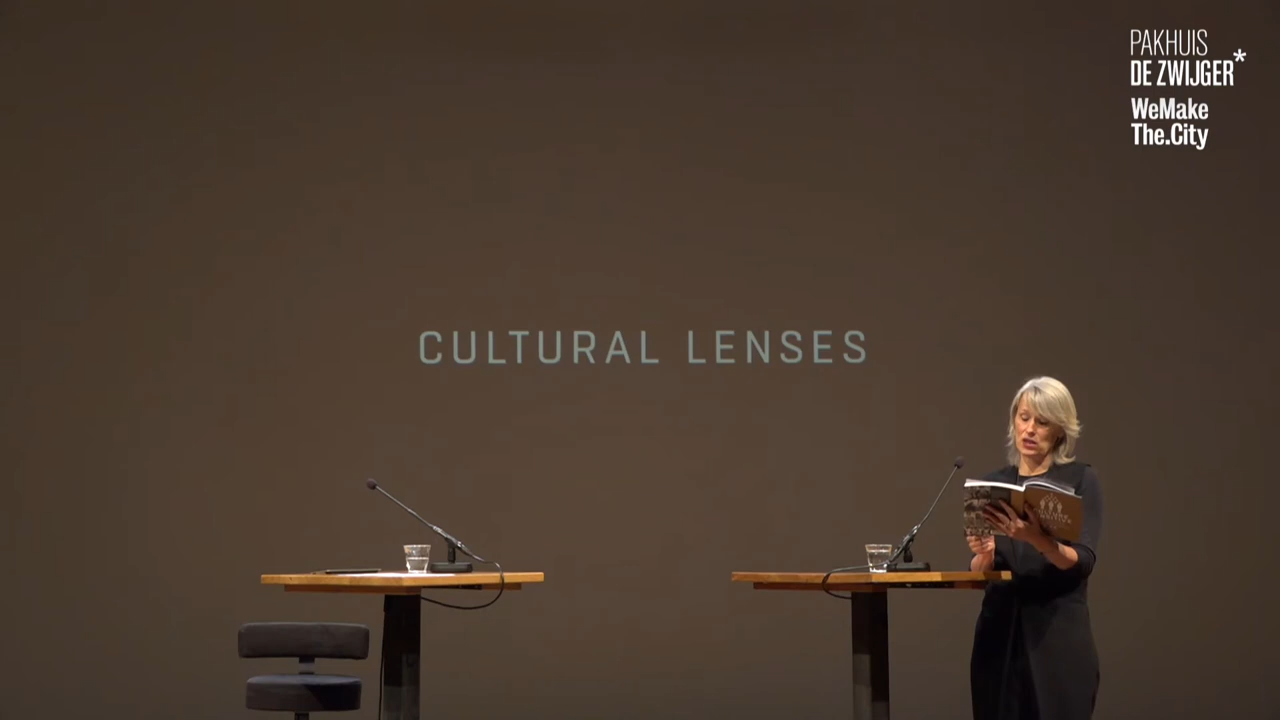 PAKHUIS
DE ZWIJGER*
WeMake
The.City
CULTURAL LENSES